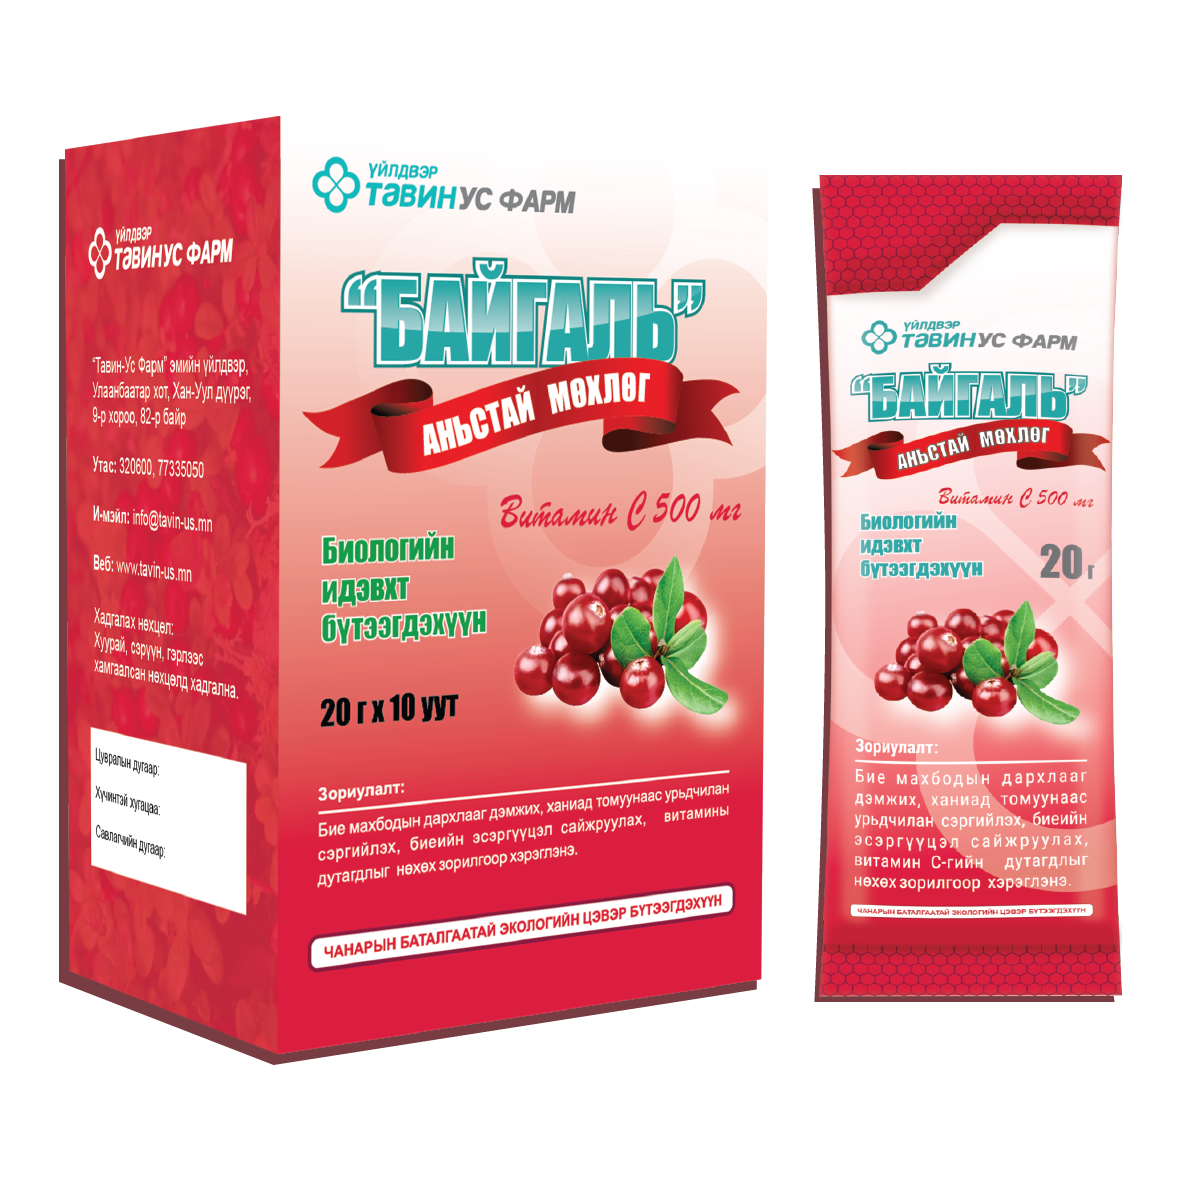 ҮЙЛДВЭР
ТӘВИНУС ФАРМ
"Тавин-Ус Фарм" эмийн үйлдвэр,
Улаанбаатар хот, Хан-Уул дүүрэг,
9-р хороо, 82-р байр
Утас: 320600, 77335050
И-мэйл: info@tavin-us.mn
Веб: www.tavin-us.mn
Хадгалах нөхцөл:
Хуурай, сэрүүн, гэрлээс
хамгаалсан нөхцөлд хадгална.
Цувралын дугаар:
Хүчинтэй хугацаа:
Савлагчийн дугаар:
ҮЙЛДВЭР
ТӘВИНУС ФАРМ
"БАЙГАЛЬ"
АНЬСТАЙ МӨХЛӨГ
Витамин С 500 мг
Биологийн
идэвхт
бүтээгдэхүүн
20 г х 10 уут
Зориулалт:
Бие махбодын дархлааг дэмжих, ханиад томуунаас урьдчилан
сэргийлэх, биеийн эсэргүүцэл сайжруулах, витамины
дутагдлыг нөхөх зорилгоор хэрэглэнэ.
ЧАНАРЫН БАТАЛГААТАЙ ЭКОЛОГИЙН ЦЭВЭР БҮТЭЭГДЭХҮҮН
ҮЙЛДВЭР
ТӘВИНУС ФАРМ
"БАЙГАЛЬ"
АНЬСТАЙ МӨХЛӨГ
Витамин С 500 мг
Биологийн
идэвхт
бүтээгдэхүүн
20 г
Зориулалт:
Бие махбодын дархлааг
дэмжих, ханиад томуунаас
урьдчилан сэргийлэх, биеийн
эсэргүүцэл сайжруулах,
витамин С-гийн дутагдлыг
нөхөх зорилгоор хэрэглэнэ.
ЧАНАРЫН БАТАЛГААТАЙ ЭКОЛОГИЙН ЦЭВЭР БҮТЭЭГДЭХҮҮН